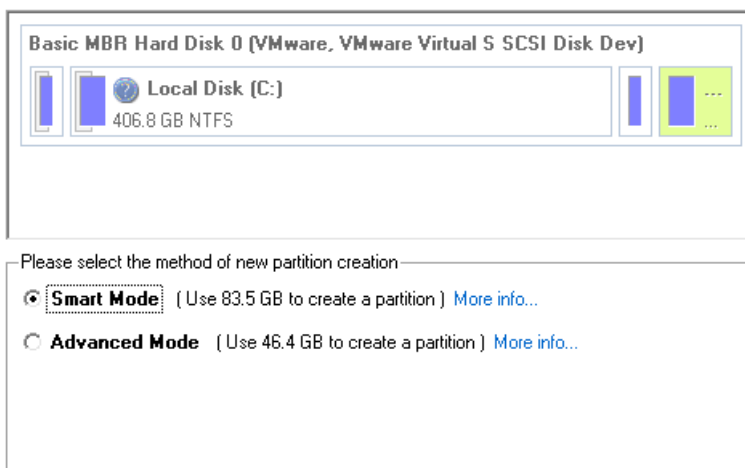 Basic MBR Hard Disk 0 (VMware, VMware Virtual S SCSI Disk Dev)
Local Disk (C:)
406.8 GB NTFS
...
...
Please select the method of new partition creation
Smart Mode ( Use 83.5 GB to create a partition ) More info...
Advanced Mode ( Use 46.4 GB to create a partition ) More info...